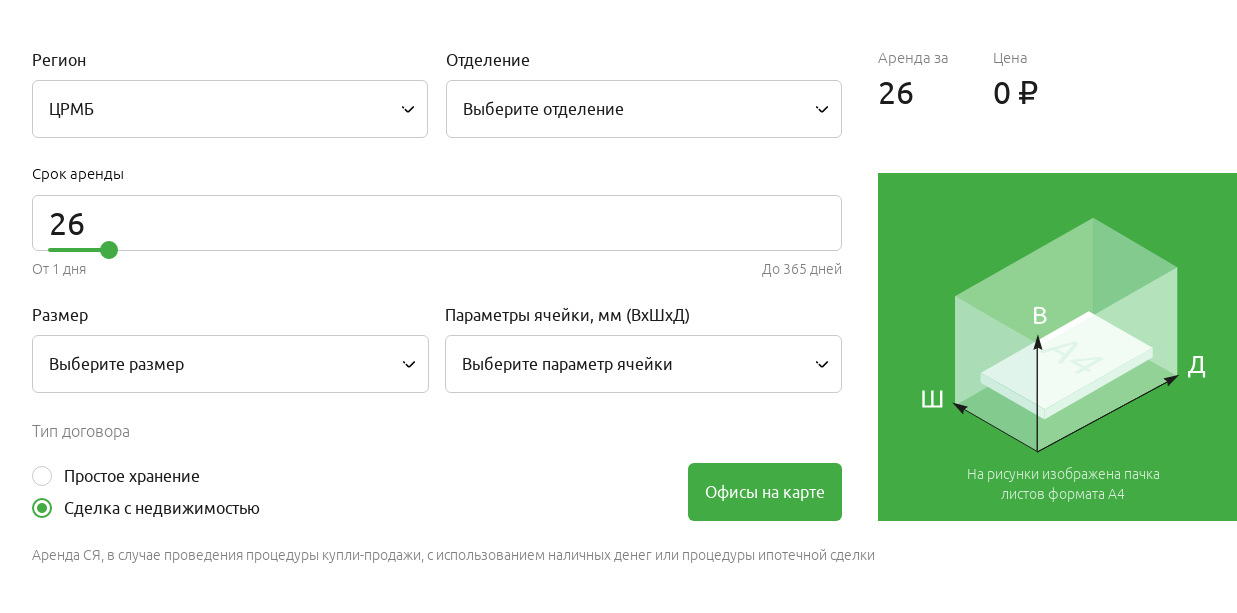 Регион
Отделение
ЦРМБ
Выберите отделение
Аренда за
Цена
26
0 ₽
Срок аренды
26
От 1 дня
До 365 дней
Размер
Параметры ячейки, мм (ВхШхД)
Выберите размер
Выберите параметр ячейки
Тип договора
Простое хранение
Сделка с недвижимостью
Офисы на карте
В
А4
Д
Ш
На рисунки изображена пачка
листов формата А4
Аренда СЯ, в случае проведения процедуры купли-продажи, с использованием наличных денег или процедуры ипотечной сделки